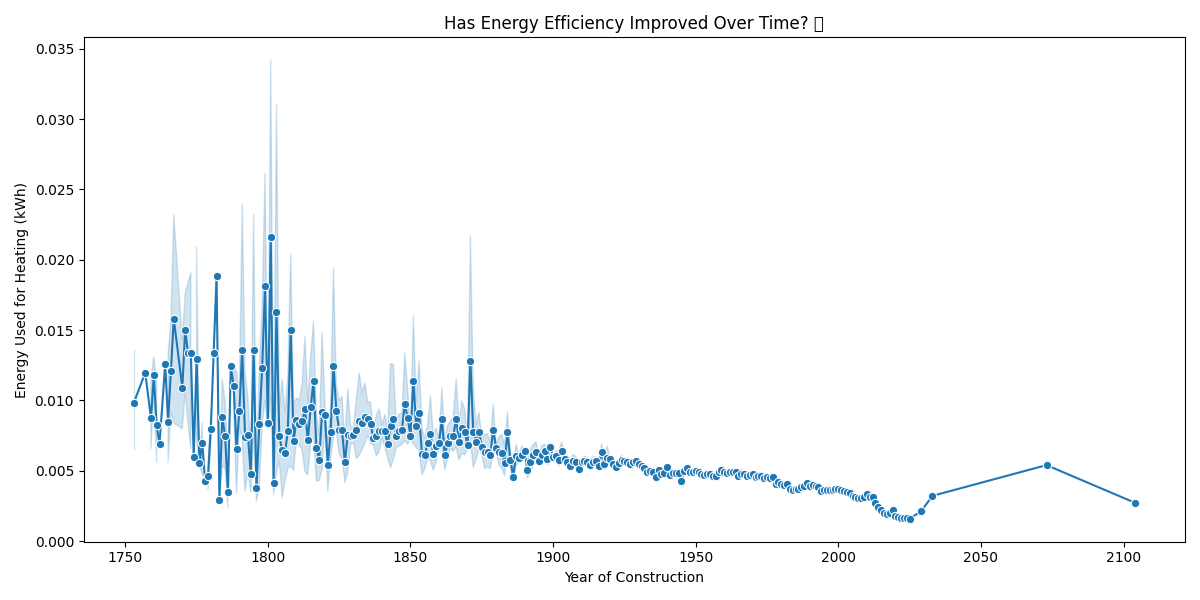 Has Energy Efficiency Improved Over Time? 
0.035
0.030
0.025
0.020
0.015
0.010
0.005
0.000
Energy Used for Heating (kWh)
1750 1800 1850 1900 1950 2000 2050 2100
Year of Construction